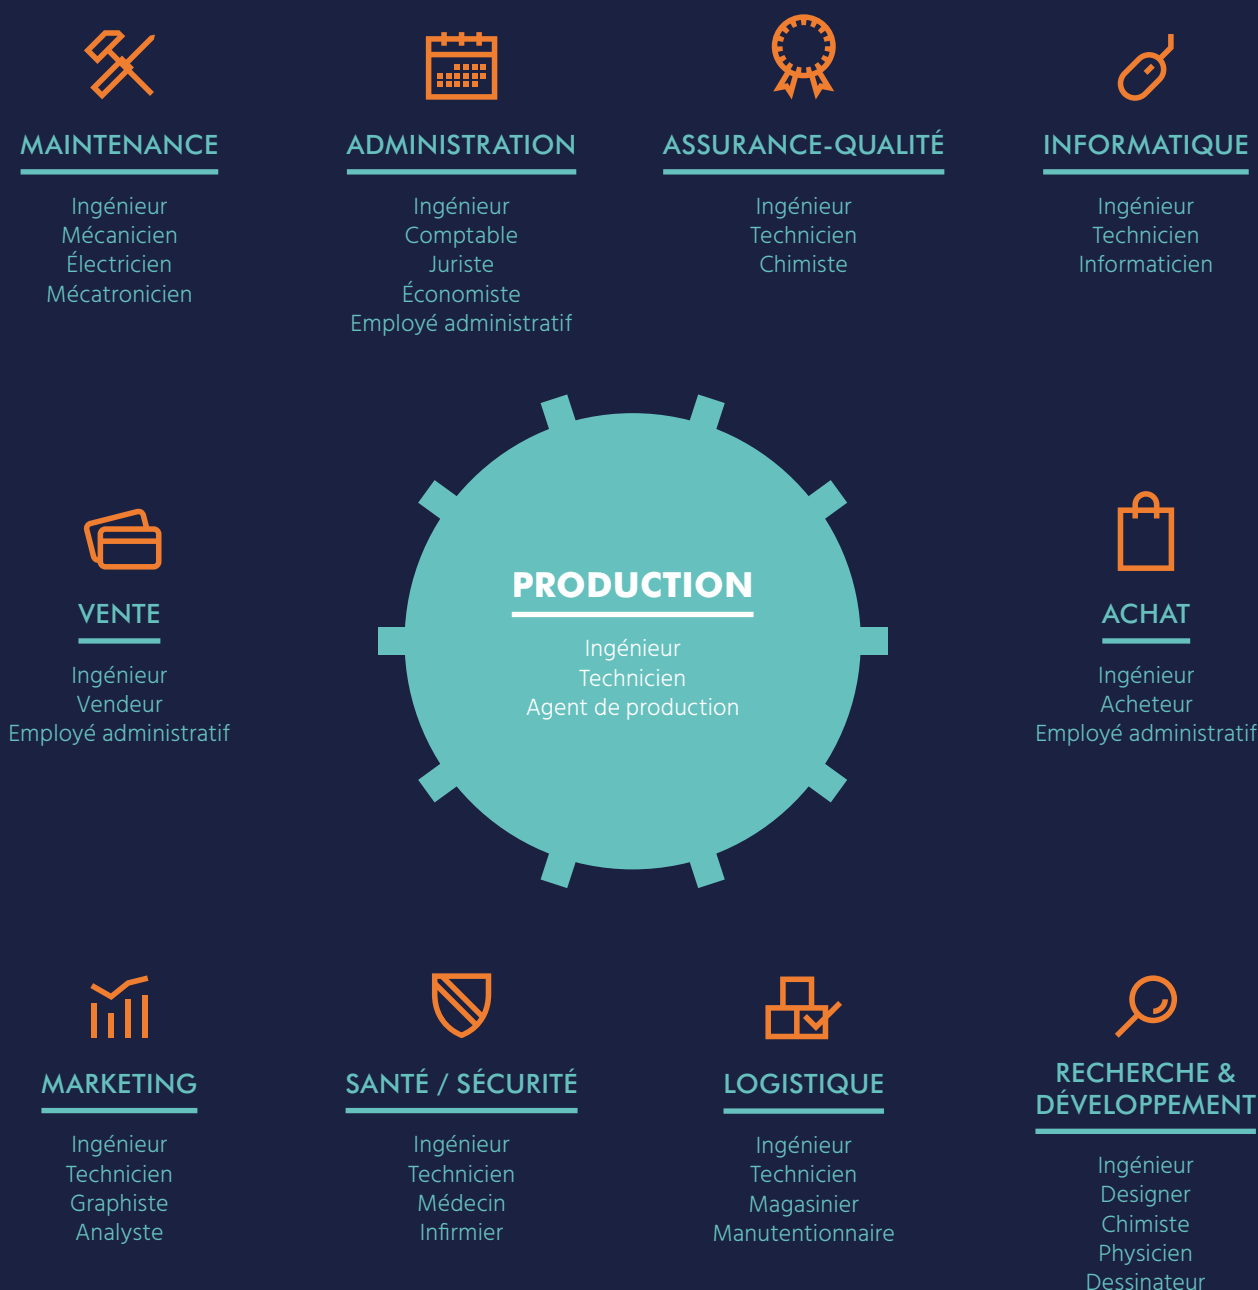 MAINTENANCE
Ingénieur
Mécanicien
Électricien
Mécatronicien
ADMINISTRATION
Ingénieur
Comptable
Juriste
Économiste
Employé administratif
ASSURANCE-QUALITÉ
Ingénieur
Technicien
Chimiste
INFORMATIQUE
Ingénieur
Technicien
Informaticien
VENTE
Ingénieur
Vendeur
Employé administratif
PRODUCTION
Ingénieur
Technicien
Agent de production
ACHAT
Ingénieur
Acheteur
Employé administratif
MARKETING
Ingénieur
Technicien
Graphiste
Analyste
SANTÉ / SÉCURITÉ
Ingénieur
Technicien
Médecin
Infirmier
LOGISTIQUE
Ingénieur
Technicien
Magasinier
Manutentionnaire
RECHERCHE &
DÉVELOPPEMENT
Ingénieur
Designer
Chimiste
Physicien
Dessinateur